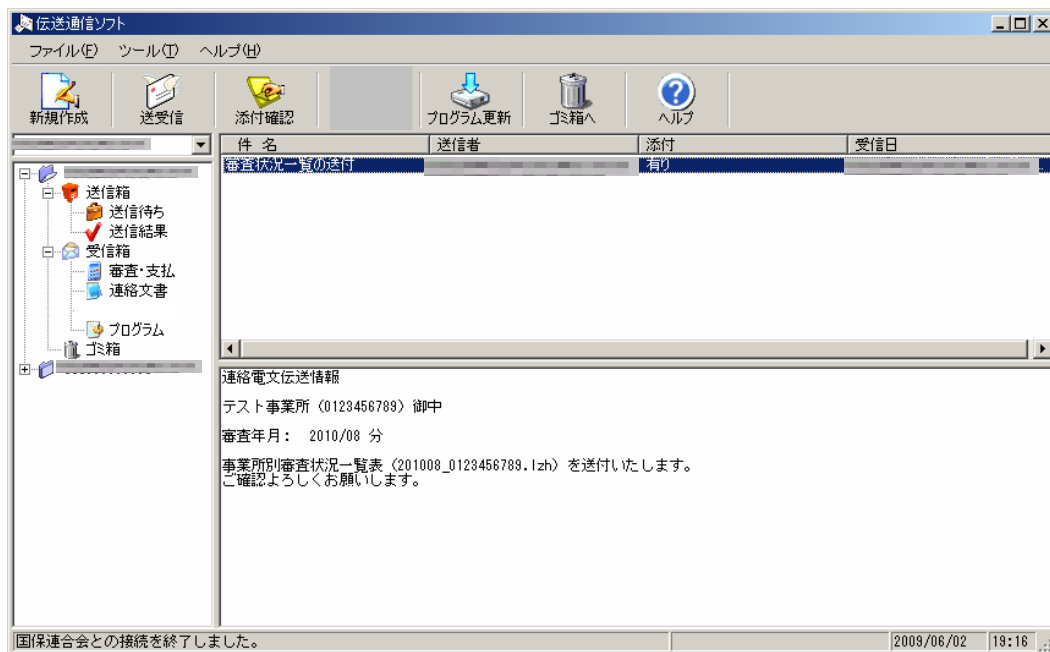 伝送通信ソフト
ファイル(F) ツール(T) ヘルプ(H)
新規作成 送受信 添付確認 プログラム更新 ゴミ箱へ ヘルプ
件 名 送信者 添付 受信日
審査状況一覧の送付 有り
送信箱
送信待ち
送信結果
受信箱
審査・支払
連絡文書
プログラム
ゴミ箱
連絡電文伝送情報
テスト事業所（0123456789）御中
審査年月： 2010/08 分
事業所別審査状況一覧表（201008_0123456789.lzh）を送付いたします。
ご確認よろしくお願いします。
国保連合会との接続を終了しました。 2009/06/02 19:16